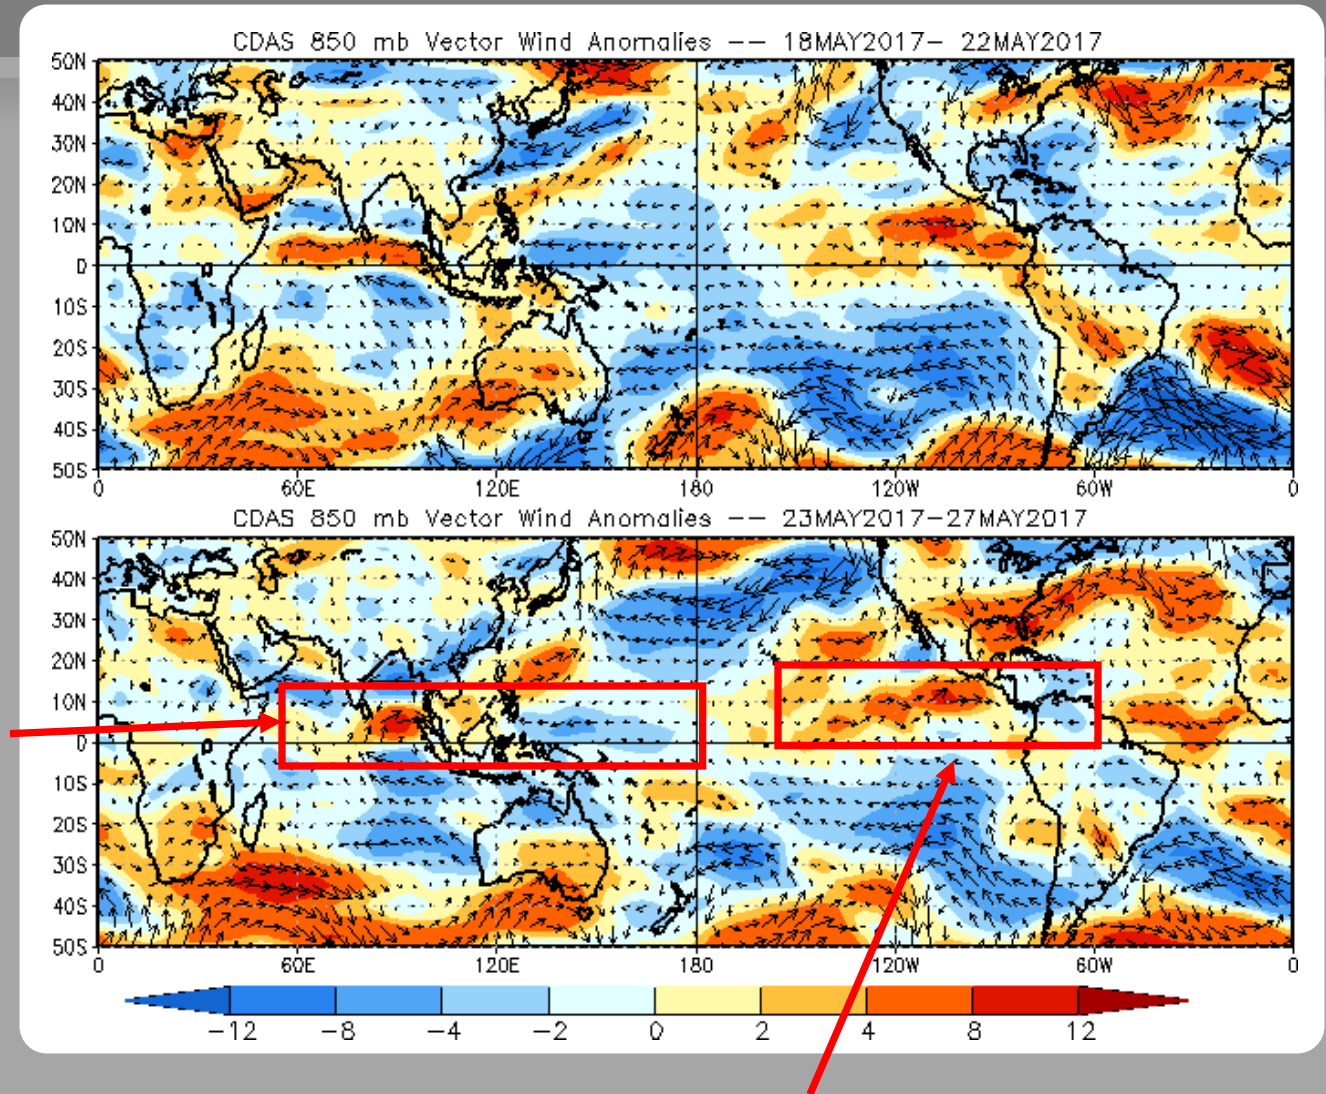 CDAS 850 mb Vector Wind Anomalies -- 18MAY2017- 22MAY2017
50N
40N
30N
20N
10N
0
10S
20S
30S
40S
50S
0 60E 120E 180 120W 60W 0
CDAS 850 mb Vector Wind Anomalies -- 23MAY2017-27MAY2017
50N
40N
30N
20N
10N
0
10S
20S
30S
40S
50S
0 60E 120E 180 120W 60W 0
-12 -8 -4 -2 0 2 4 8 12